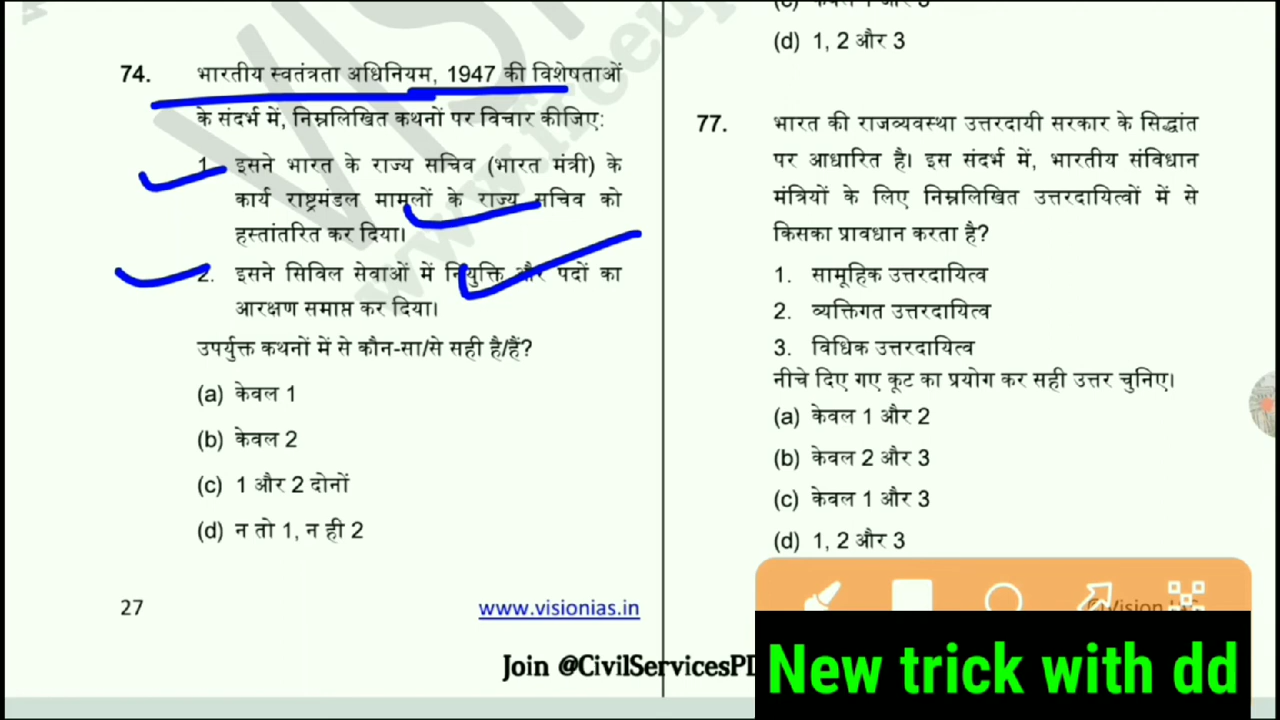 74. भारतीय स्वतंत्रता अधिनियम, 1947 की विशेषताओं
के संदर्भ में, निम्नलिखित कथनों पर विचार कीजिए:
1. इसने भारत के राज्य सचिव (भारत मंत्री) के
कार्य राष्ट्रमंडल मामलों के राज्य सचिव को
हस्तांतरित कर दिया।
2. इसने सिविल सेवाओं में नियुक्ति और पदों का
आरक्षण समाप्त कर दिया।
उपर्युक्त कथनों में से कौन-सा/से सही है/हैं?
(a) केवल 1
(b) केवल 2
(c) 1 और 2 दोनों
(d) न तो 1, न ही 2
27
www.visionias.in
(d) 1, 2 और 3
77. भारत की राजव्यवस्था उत्तरदायी सरकार के सिद्धांत
पर आधारित है। इस संदर्भ में, भारतीय संविधान
मंत्रियों के लिए निम्नलिखित उत्तरदायित्वों में से
किसका प्रावधान करता है?
1. सामूहिक उत्तरदायित्व
2. व्यक्तिगत उत्तरदायित्व
3. विधिक उत्तरदायित्व
नीचे दिए गए कूट का प्रयोग कर सही उत्तर चुनिए।
(a) केवल 1 और 2
(b) केवल 2 और 3
(c) केवल 1 और 3
(d) 1, 2 और 3
Join @CivilServicesPD
New trick with dd